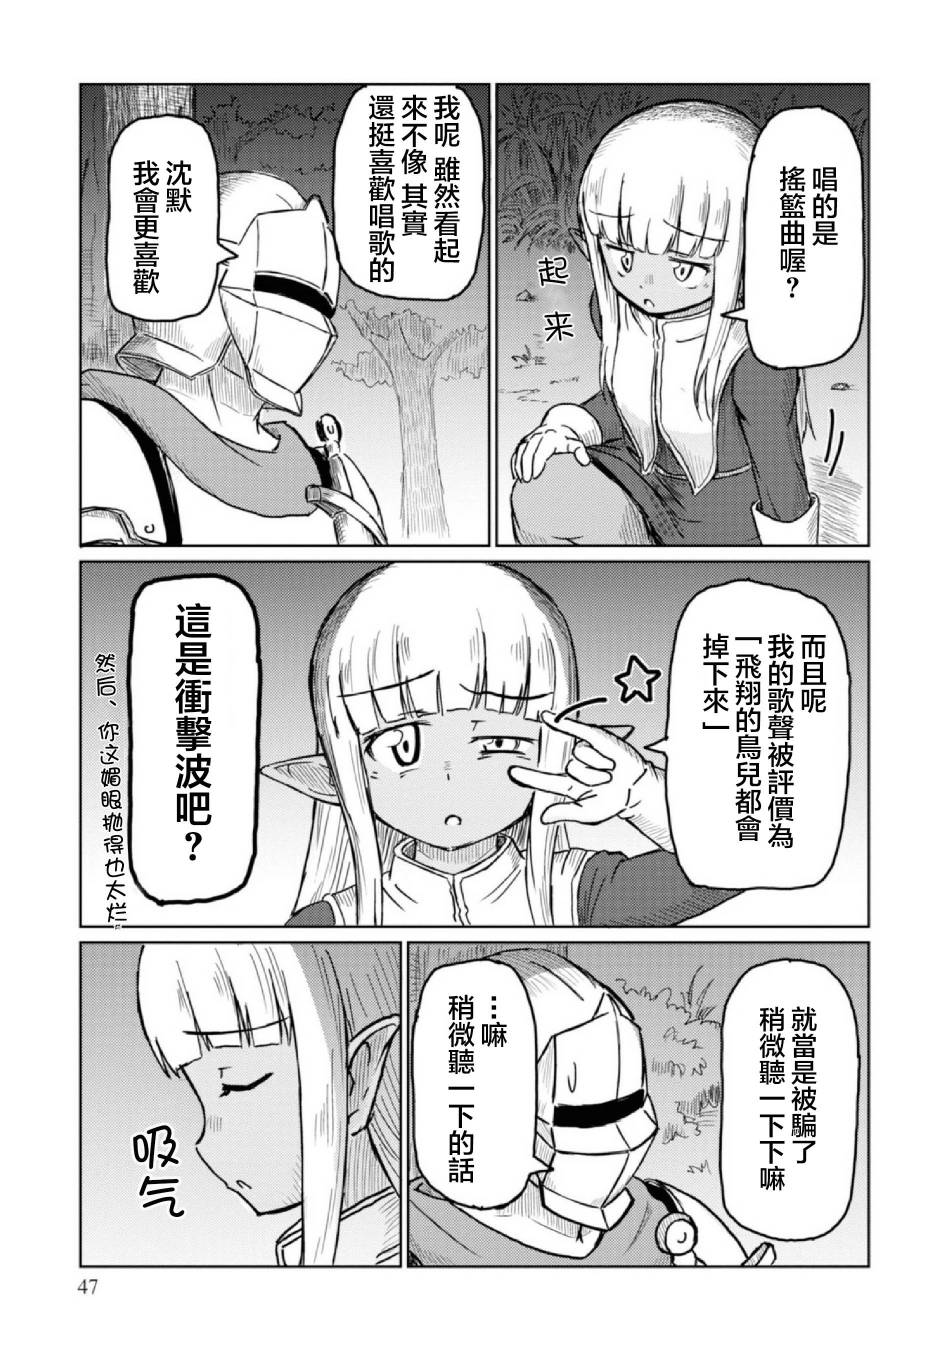 唱的是
搖籃曲喔?
起来
我呢 雖然看起
來不像 其實
還挺喜歡唱歌的
沈默
我會更喜歡
而且呢
我的歌聲被評價為
「飛翔的鳥兒都會
掉下來」
這是衝擊波吧?
然后、你这媚眼抛得也太烂
就當是被騙了
稍微聽一下下嘛
…嘛
稍微聽一下的話
吸气
47